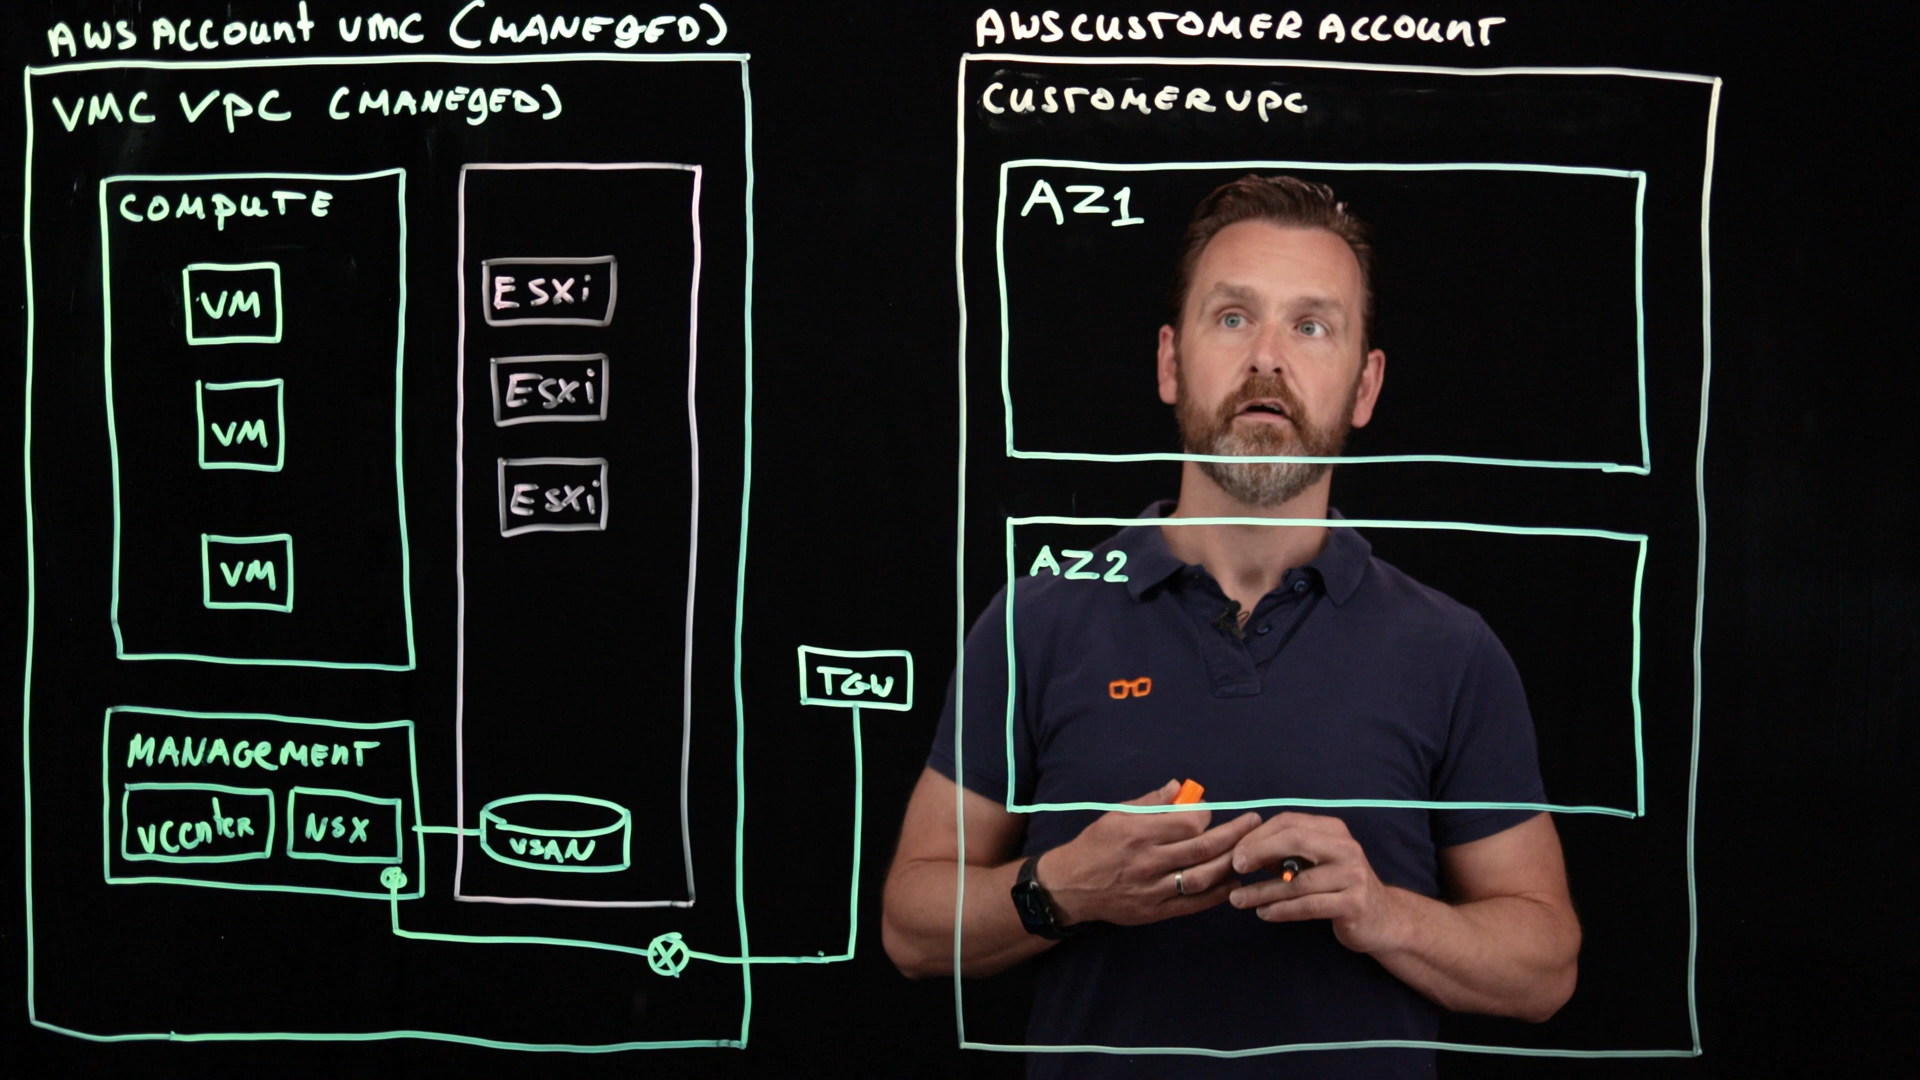 AWS ACCOUNT VMC (MANEGED)
VMC VPC (MANEGED)
COMPUTE
VM
VM
VM
ESXi
ESXi
ESXi
MANAGEMENT
VCenter
NSX
VSAN
TGW
AWS CUSTOMER ACCOUNT
CUSTOMER VPC
AZ1
AZ2